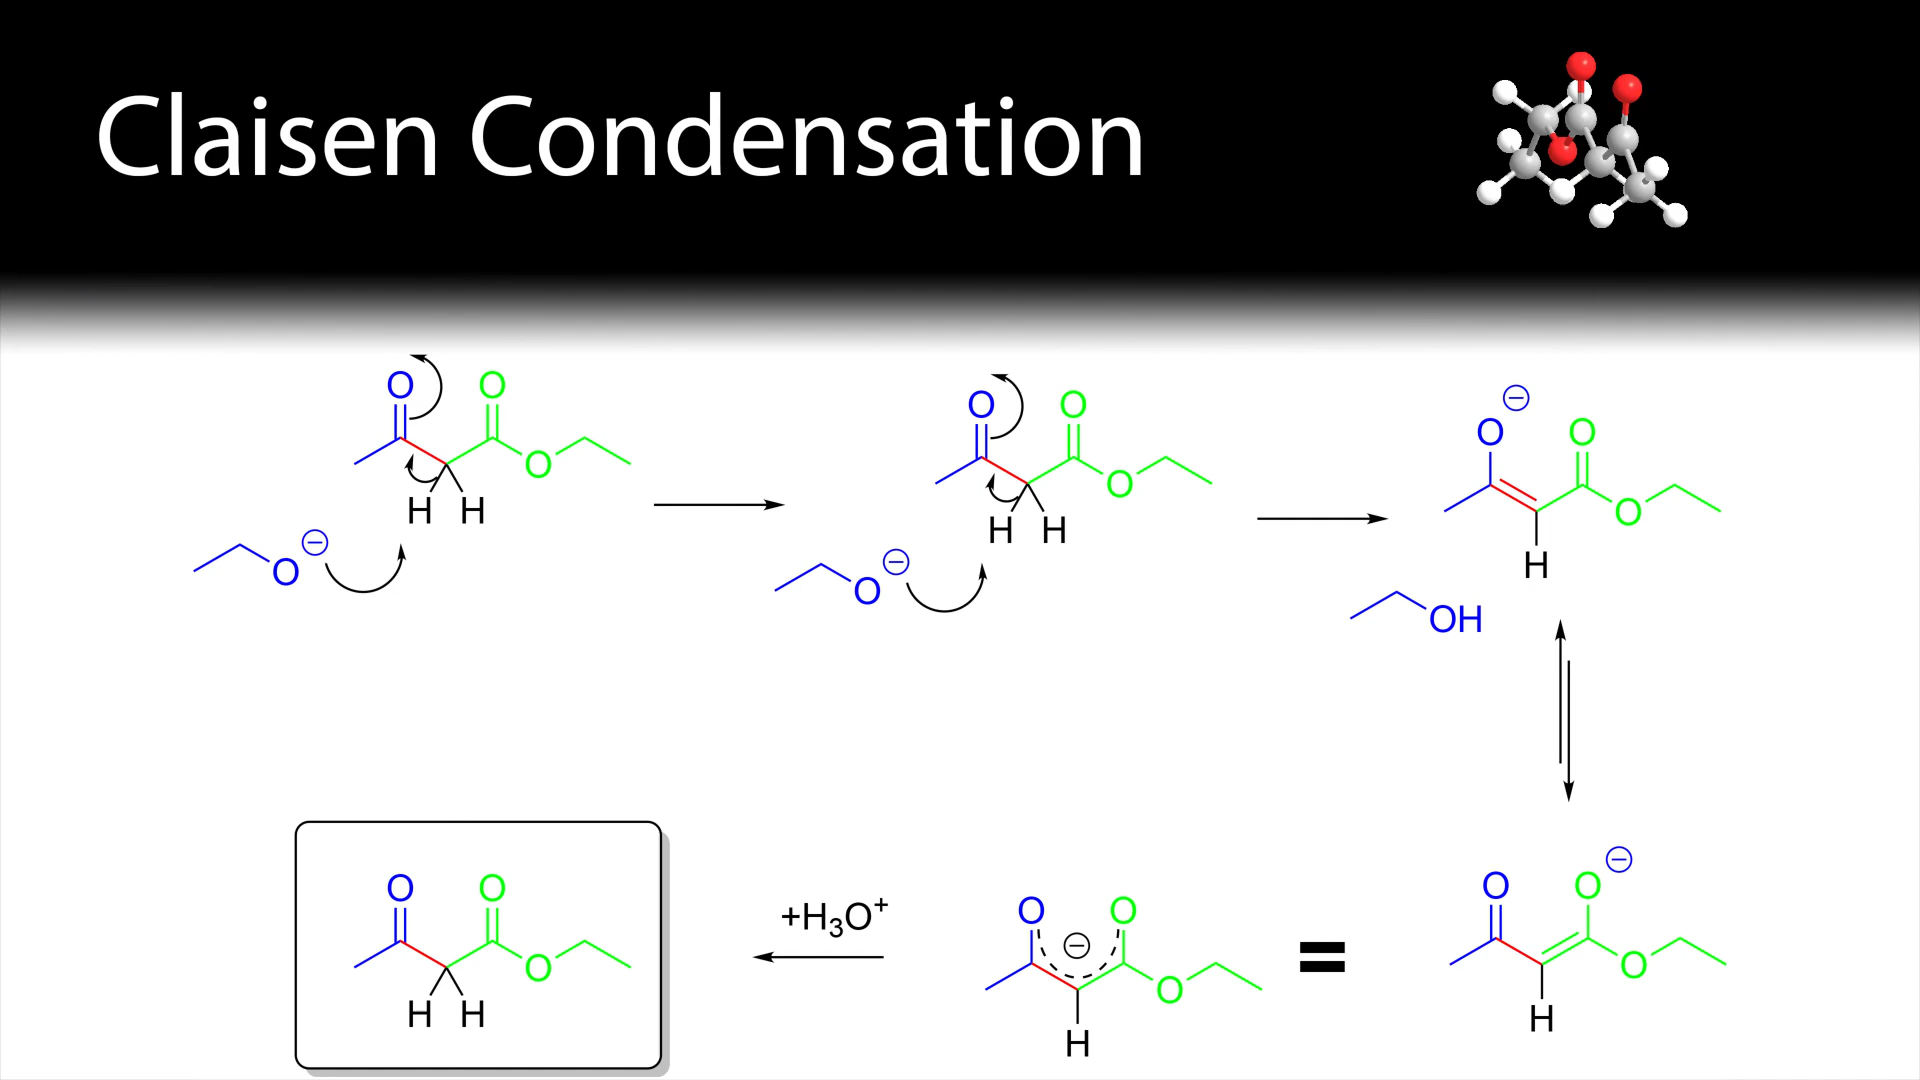 Claisen Condensation
O O
O
H H
O ⊖
O O
O
H H
O ⊖
O ⊖ O
O
H
OH
O O
O
H H
+H₃O⁺
O ⊖ O
O
H
=
O O ⊖
O
H